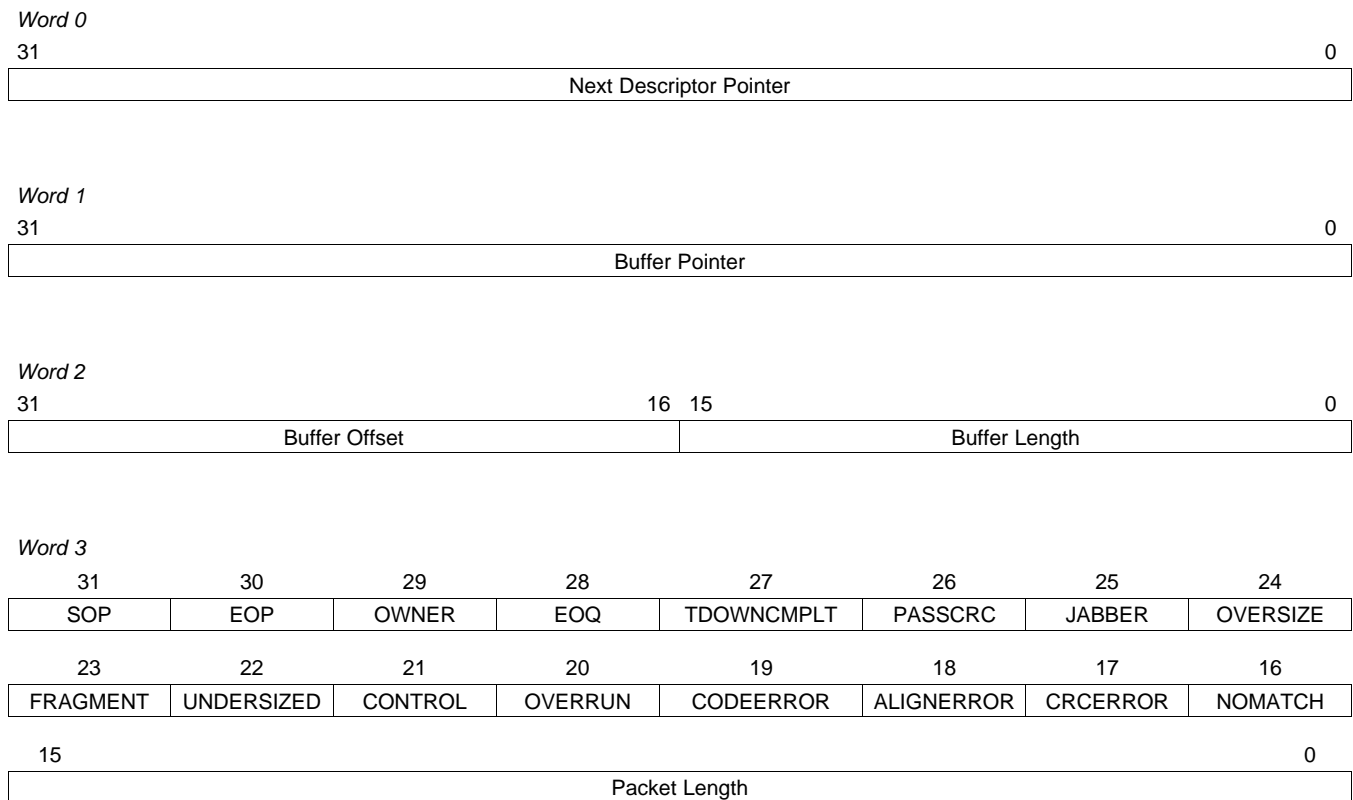 Word 0
31 0
Next Descriptor Pointer
Word 1
31 0
Buffer Pointer
Word 2
31 16 15 0
Buffer Offset Buffer Length
Word 3
31 30 29 28 27 26 25 24
SOP EOP OWNER EOQ TDOWNCMPLT PASSCRC JABBER OVERSIZE
23 22 21 20 19 18 17 16
FRAGMENT UNDERSIZED CONTROL OVERRUN CODEERROR ALIGNERROR CRCERROR NOMATCH
15 0
Packet Length